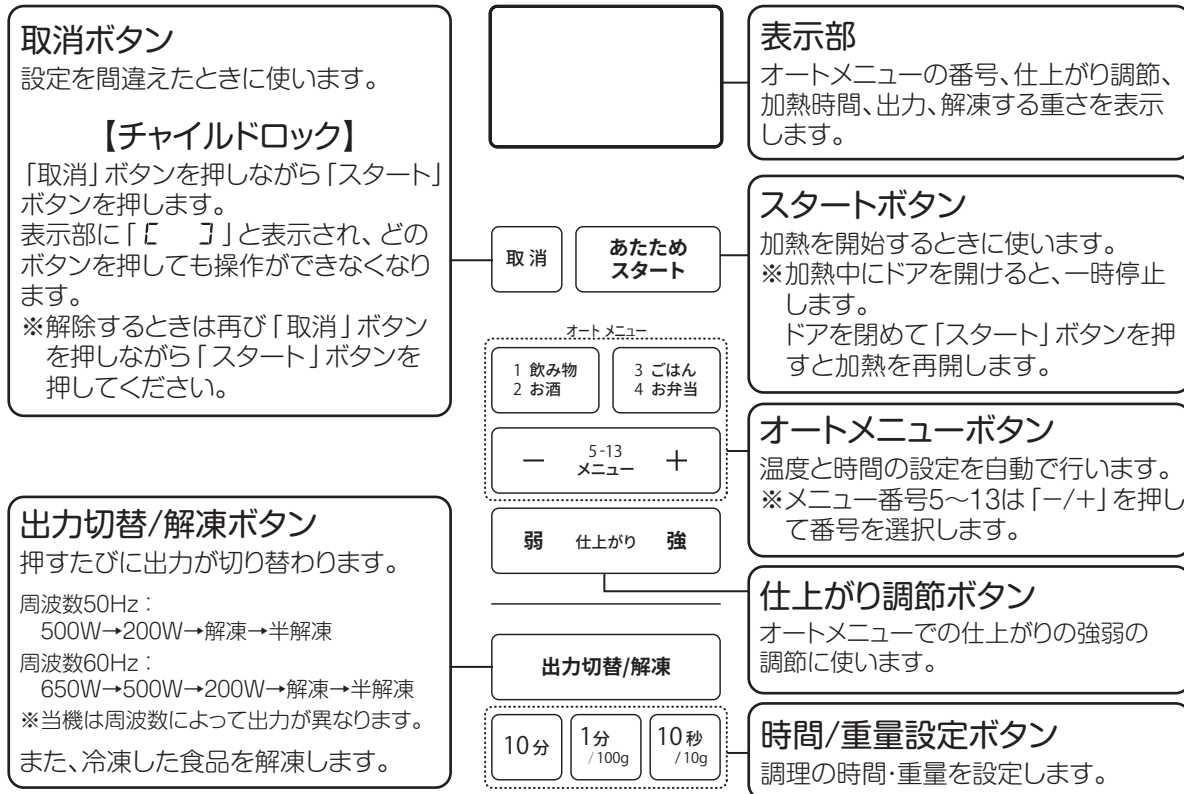 取消ボタン
設定を間違えたときに使います。
【チャイルドロック】
「取消」ボタンを押しながら「スタート」
ボタンを押します。
表示部に「[　]」と表示され、どの
ボタンを押しても操作ができなくなり
ます。
※解除するときは再び「取消」ボタン
を押しながら「スタート」ボタンを
押してください。
出力切替/解凍ボタン
押すたびに出力が切り替わります。
周波数50Hz：
500W→200W→解凍→半解凍
周波数60Hz：
650W→500W→200W→解凍→半解凍
※当機は周波数によって出力が異なります。
また、冷凍した食品を解凍します。
取消
あたため
スタート
オートメニュー
1 飲み物
2 お酒
3 ごはん
4 お弁当
− 5-13 +
メニュー
弱 仕上がり 強
出力切替/解凍
10分
1分
/100g
10秒
/10g
表示部
オートメニューの番号、仕上がり調節、
加熱時間、出力、解凍する重さを表示
します。
スタートボタン
加熱を開始するときに使います。
※加熱中にドアを開けると、一時停止
します。
ドアを閉めて「スタート」ボタンを押
すと加熱を再開します。
オートメニューボタン
温度と時間の設定を自動で行います。
※メニュー番号5〜13は「−/+」を押し
て番号を選択します。
仕上がり調節ボタン
オートメニューでの仕上がりの強弱の
調節に使います。
時間/重量設定ボタン
調理の時間・重量を設定します。